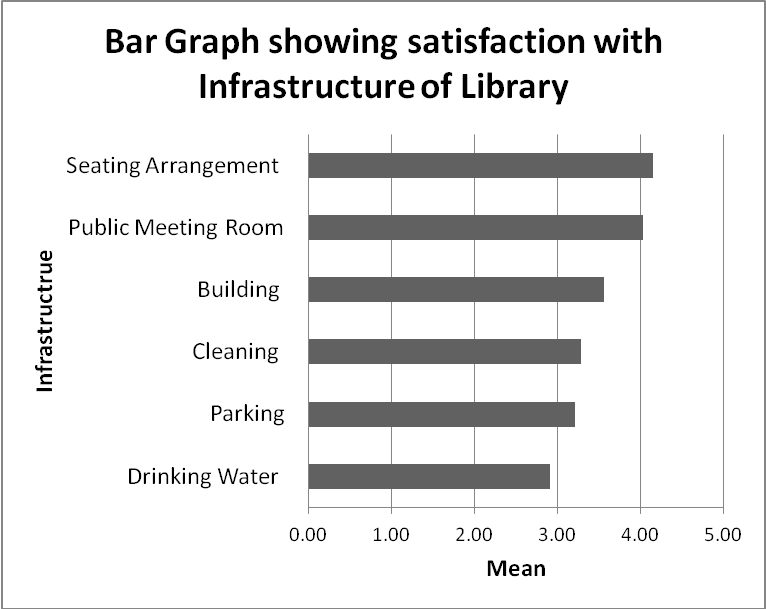 Bar Graph showing satisfaction with
Infrastructure of Library
Infrastructrue
Seating Arrangement
Public Meeting Room
Building
Cleaning
Parking
Drinking Water
0.00 1.00 2.00 3.00 4.00 5.00
Mean